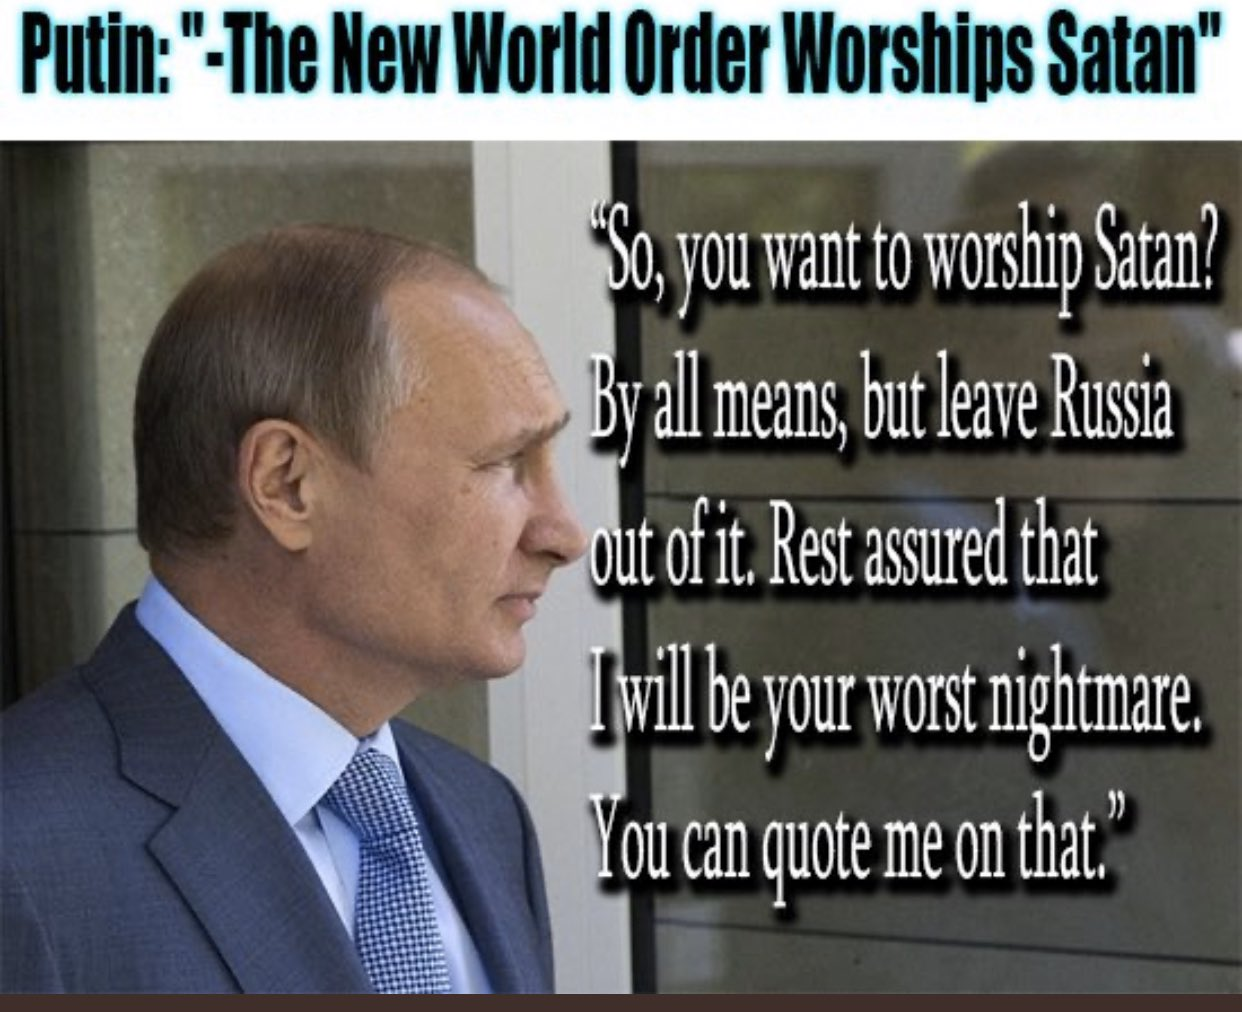 Putin: "-The New World Order Worships Satan"
“So, you want to worship Satan?
By all means, but leave Russia
out of it. Rest assured that
I will be your worst nightmare.
You can quote me on that.”